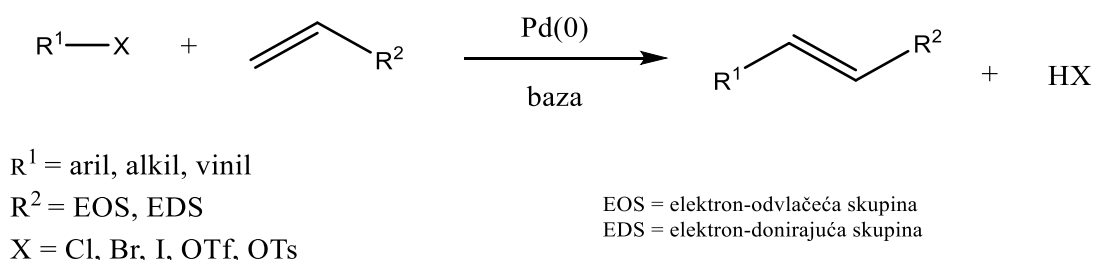 R¹—X + R² Pd(0) baza R¹ R² + HX
R¹ = aril, alkil, vinil
R² = EOS, EDS
X = Cl, Br, I, OTf, OTs
EOS = elektron-odvlačeća skupina
EDS = elektron-donirajuća skupina